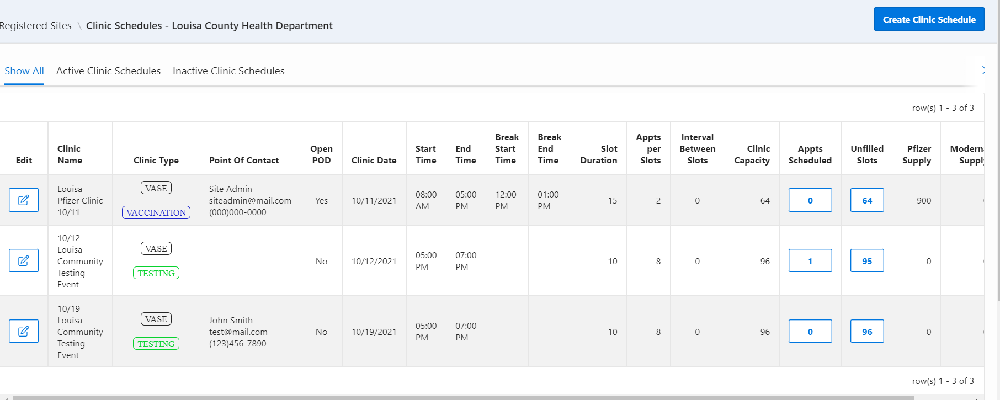 Registered Sites \ Clinic Schedules - Louisa County Health Department
Create Clinic Schedule
Show All Active Clinic Schedules Inactive Clinic Schedules
row(s) 1 - 3 of 3
Edit
Clinic
Name
Clinic Type
Point Of Contact
Open
POD
Clinic Date
Start
Time
End
Time
Break
Start
Time
Break
End
Time
Slot
Duration
Appts
per
Slots
Interval
Between
Slots
Clinic
Capacity
Appts
Scheduled
Unfilled
Slots
Pfizer
Supply
Moderna
Supply
Louisa
Pfizer Clinic
10/11
VASE
VACCINATION
Site Admin
siteadmin@mail.com
(000)000-0000
Yes
10/11/2021
08:00
AM
05:00
PM
12:00
PM
01:00
PM
15
2
0
64
0
64
900
10/12
Louisa
Community
Testing
Event
VASE
TESTING
No
10/12/2021
05:00
PM
07:00
PM
10
8
0
96
1
95
0
10/19
Louisa
Community
Testing
Event
VASE
TESTING
John Smith
test@mail.com
(123)456-7890
No
10/19/2021
05:00
PM
07:00
PM
10
8
0
96
0
96
0
row(s) 1 - 3 of 3